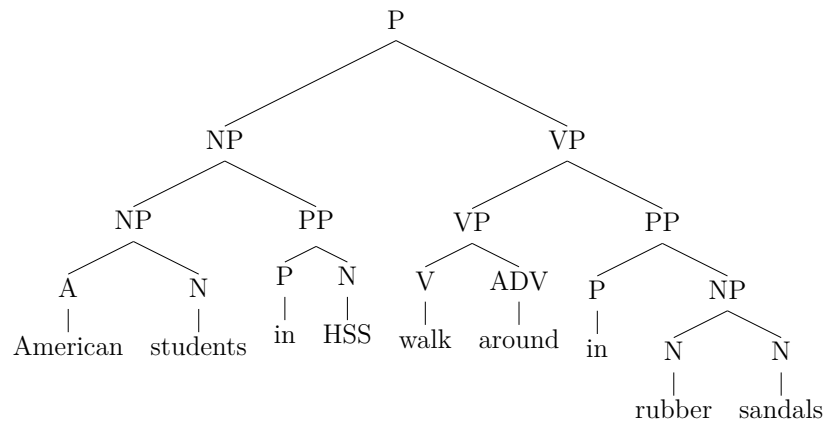 P
NP VP
NP PP VP PP
A N P N V ADV P NP
American students in HSS walk around in N N
rubber sandals